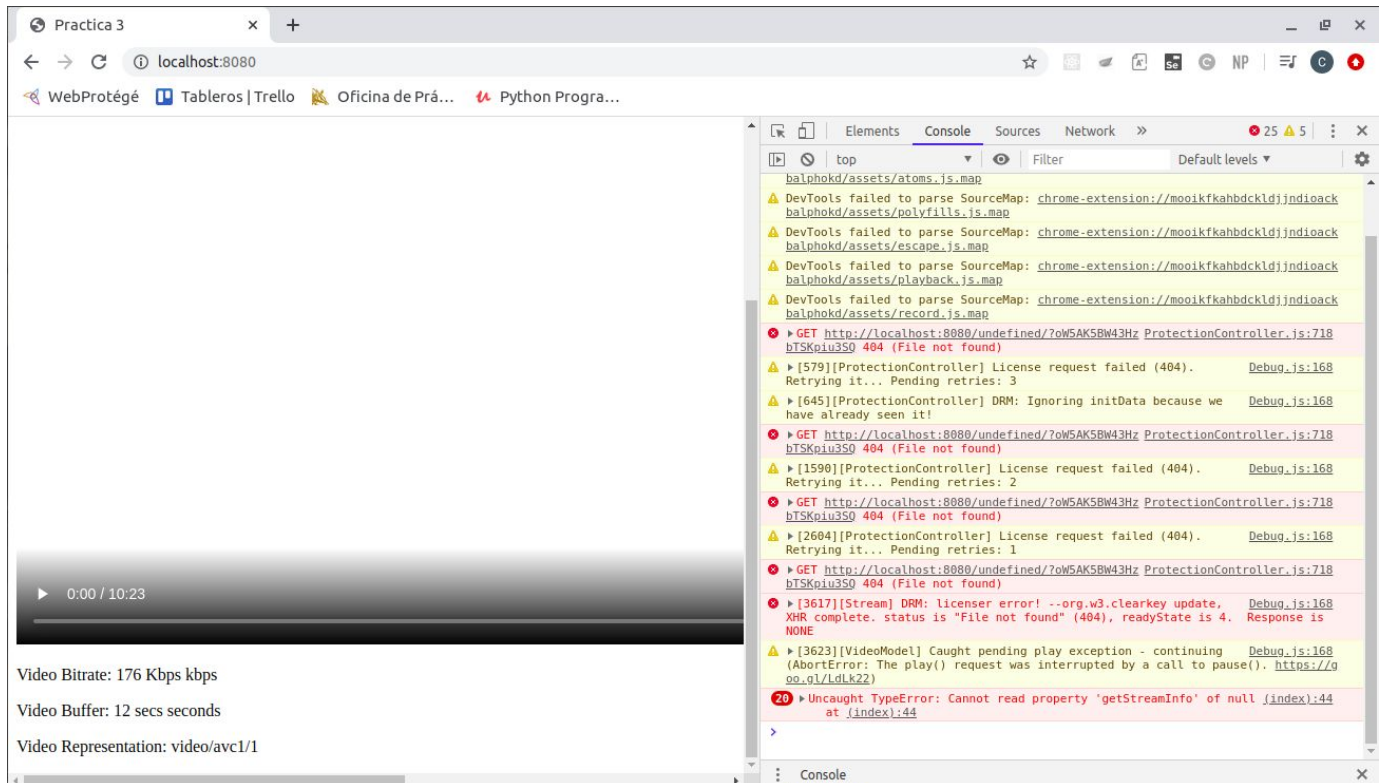 Practica 3
localhost:8080
NP
C
WebProtégé
Tableros | Trello
Oficina de Prá...
Python Progra...
0:00 / 10:23
Video Bitrate: 176 Kbps kbps
Video Buffer: 12 secs seconds
Video Representation: video/avc1/1
Elements Console Sources Network » 25 5
top Filter Default levels
balphokd/assets/atoms.js.map
DevTools failed to parse SourceMap: chrome-extension://mooikfkahbdckldjjndioack
balphokd/assets/polyfills.js.map
DevTools failed to parse SourceMap: chrome-extension://mooikfkahbdckldjjndioack
balphokd/assets/escape.js.map
DevTools failed to parse SourceMap: chrome-extension://mooikfkahbdckldjjndioack
balphokd/assets/playback.js.map
DevTools failed to parse SourceMap: chrome-extension://mooikfkahbdckldjjndioack
balphokd/assets/record.js.map
GET http://localhost:8080/undefined/?oW5AK5BW43Hz ProtectionController.js:718
bTSKpiu3SQ 404 (File not found)
[579][ProtectionController] License request failed (404). Debug.js:168
Retrying it... Pending retries: 3
[645][ProtectionController] DRM: Ignoring initData because we Debug.js:168
have already seen it!
GET http://localhost:8080/undefined/?oW5AK5BW43Hz ProtectionController.js:718
bTSKpiu3SQ 404 (File not found)
[1590][ProtectionController] License request failed (404). Debug.js:168
Retrying it... Pending retries: 2
GET http://localhost:8080/undefined/?oW5AK5BW43Hz ProtectionController.js:718
bTSKpiu3SQ 404 (File not found)
[2604][ProtectionController] License request failed (404). Debug.js:168
Retrying it... Pending retries: 1
GET http://localhost:8080/undefined/?oW5AK5BW43Hz ProtectionController.js:718
bTSKpiu3SQ 404 (File not found)
[3617][Stream] DRM: licenser error! --org.w3.clearkey update, Debug.js:168
XHR complete. status is "File not found" (404), readyState is 4. Response is
NONE
[3623][VideoModel] Caught pending play exception - continuing Debug.js:168
(AbortError: The play() request was interrupted by a call to pause(). https://g
oo.gl/LdLk22)
20 Uncaught TypeError: Cannot read property 'getStreamInfo' of null (index):44
at (index):44
Console